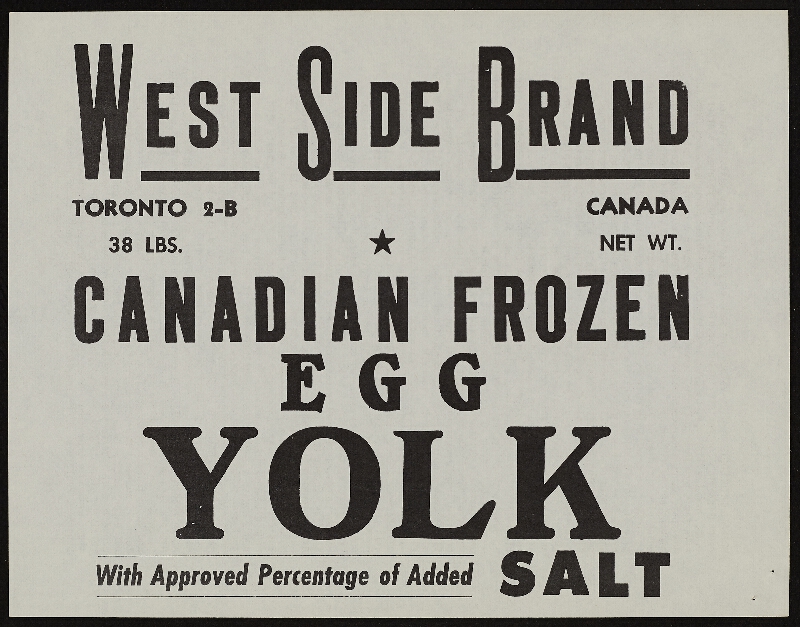 WEST SIDE BRAND
TORONTO 2-B CANADA
38 LBS. ★ NET WT.
CANADIAN FROZEN
EGG
YOLK
With Approved Percentage of Added SALT